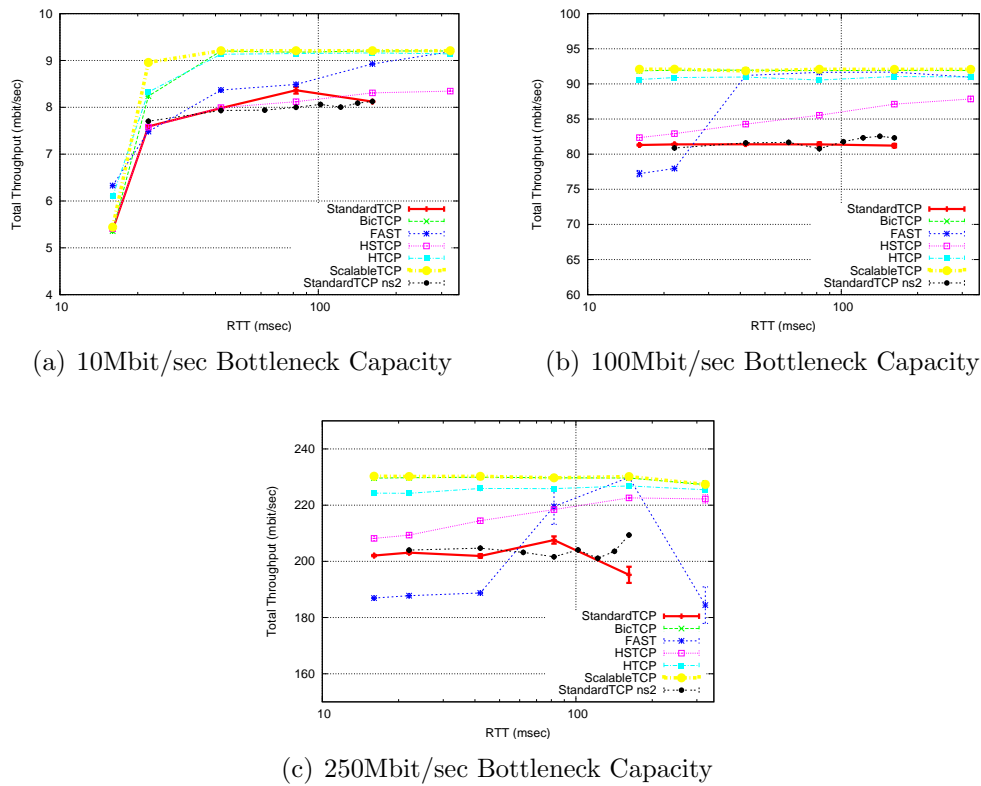 10
9
8
7
6
5
4
10
100
Total Throughput (mbit/sec)
RTT (msec)
StandardTCP
BicTCP
FAST
HSTCP
HTCP
ScalableTCP
StandardTCP ns2
(a) 10Mbit/sec Bottleneck Capacity
100
95
90
85
80
75
70
65
60
10
100
Total Throughput (mbit/sec)
RTT (msec)
StandardTCP
BicTCP
FAST
HSTCP
HTCP
ScalableTCP
StandardTCP ns2
(b) 100Mbit/sec Bottleneck Capacity
240
220
200
180
160
10
100
Total Throughput (mbit/sec)
RTT (msec)
StandardTCP
BicTCP
FAST
HSTCP
HTCP
ScalableTCP
StandardTCP ns2
(c) 250Mbit/sec Bottleneck Capacity